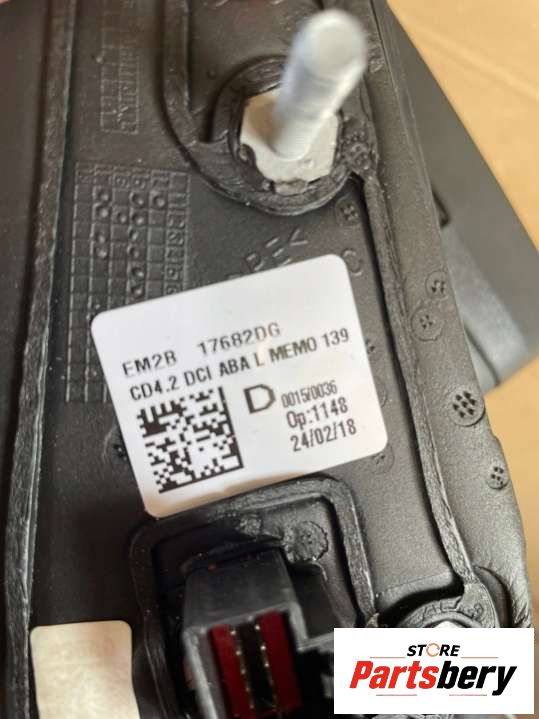 EM2B 17682DG
CD4.2 DCI ABA L MEMO 139
D 0015/0036
Op:1148
24/02/18
STORE
Partsbery